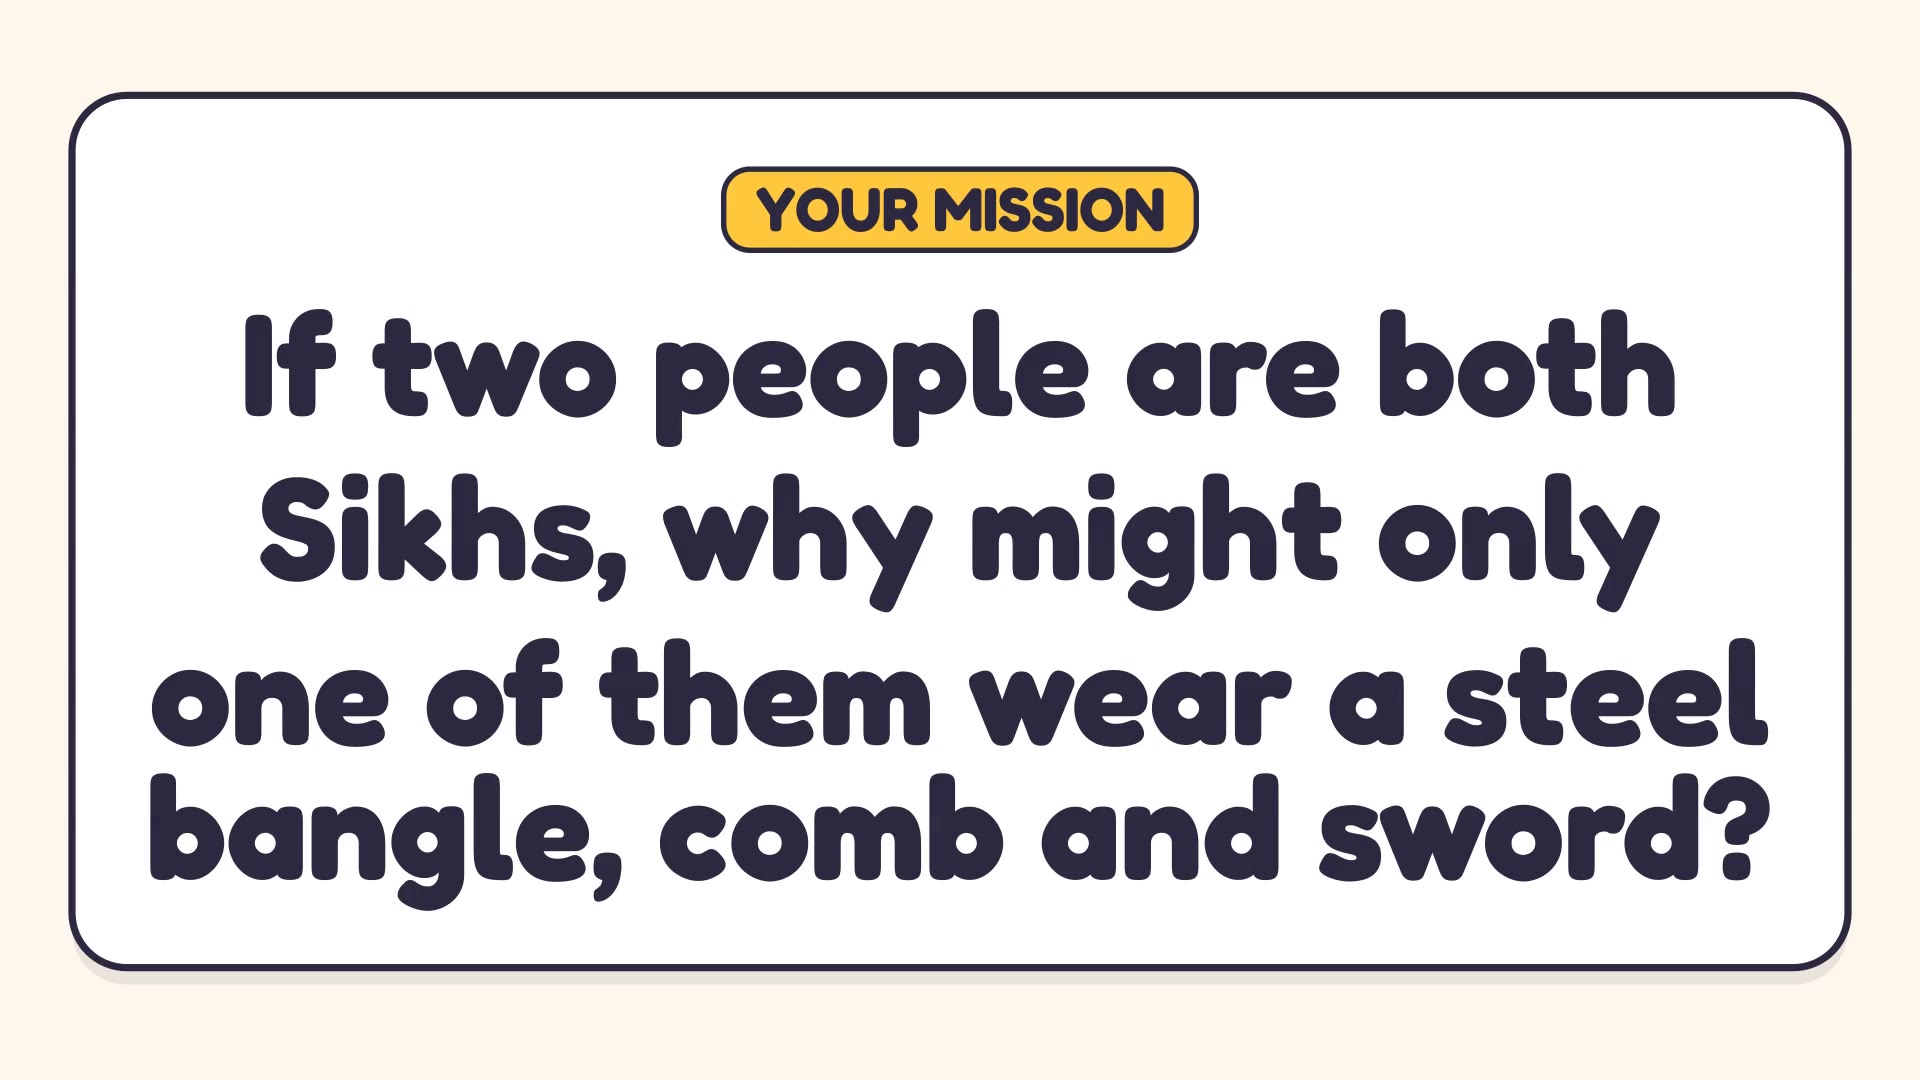 YOUR MISSION
If two people are both
Sikhs, why might only
one of them wear a steel
bangle, comb and sword?